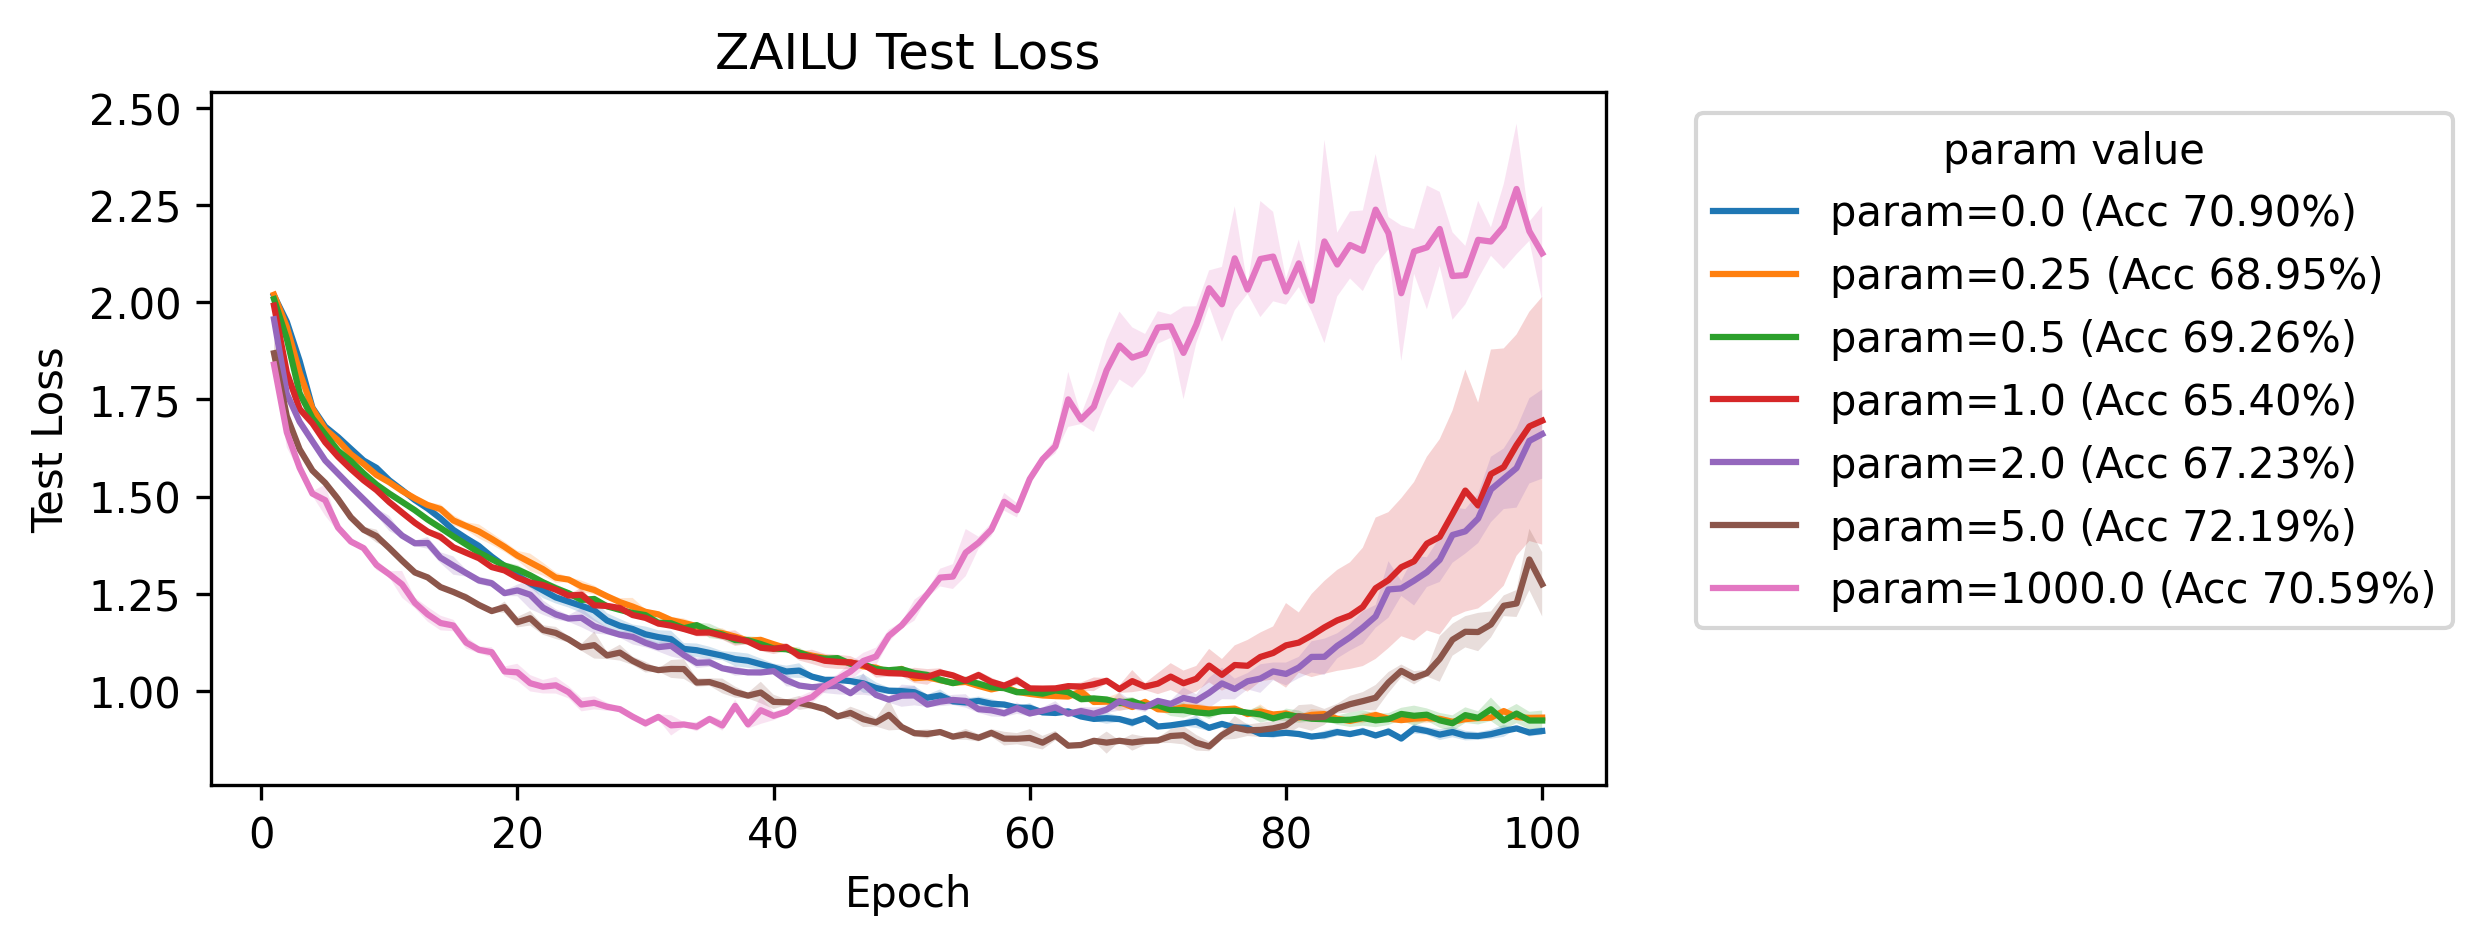 ZAILU Test Loss
Test Loss
2.50
2.25
2.00
1.75
1.50
1.25
1.00
0
20
40
60
80
100
Epoch
param value
param=0.0 (Acc 70.90%)
param=0.25 (Acc 68.95%)
param=0.5 (Acc 69.26%)
param=1.0 (Acc 65.40%)
param=2.0 (Acc 67.23%)
param=5.0 (Acc 72.19%)
param=1000.0 (Acc 70.59%)